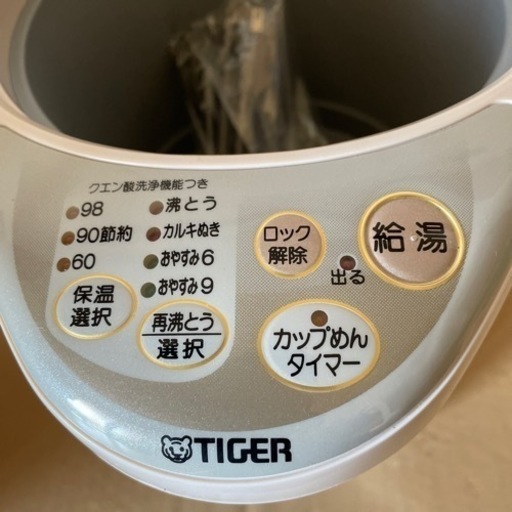 クエン酸洗浄機能つき
98
沸とう
90節約
カルキぬき
60
おやすみ6
おやすみ9
保温
選択
再沸とう
選択
ロック
解除
出る
給湯
カップめん
タイマー
TIGER